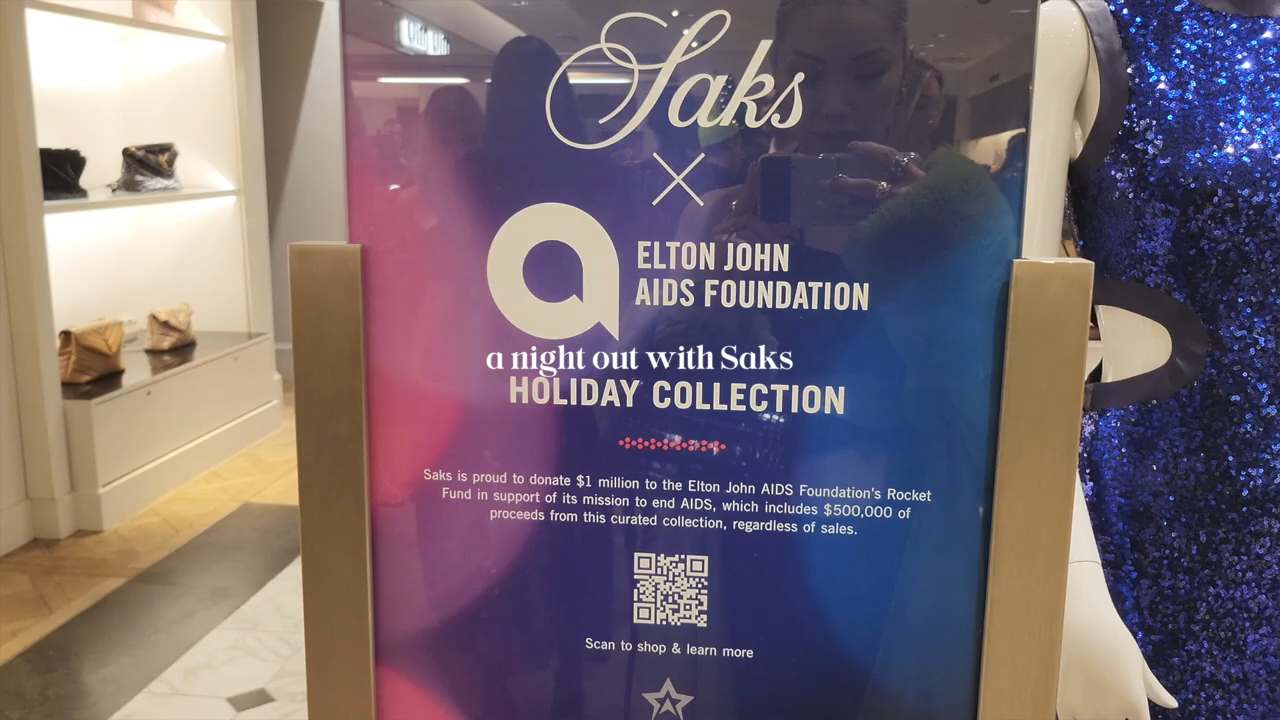 Saks
X
a
ELTON JOHN
AIDS FOUNDATION
a night out with Saks
HOLIDAY COLLECTION
Saks is proud to donate $1 million to the Elton John AIDS Foundation's Rocket
Fund in support of its mission to end AIDS, which includes $500,000 of
proceeds from this curated collection, regardless of sales.
Scan to shop & learn more